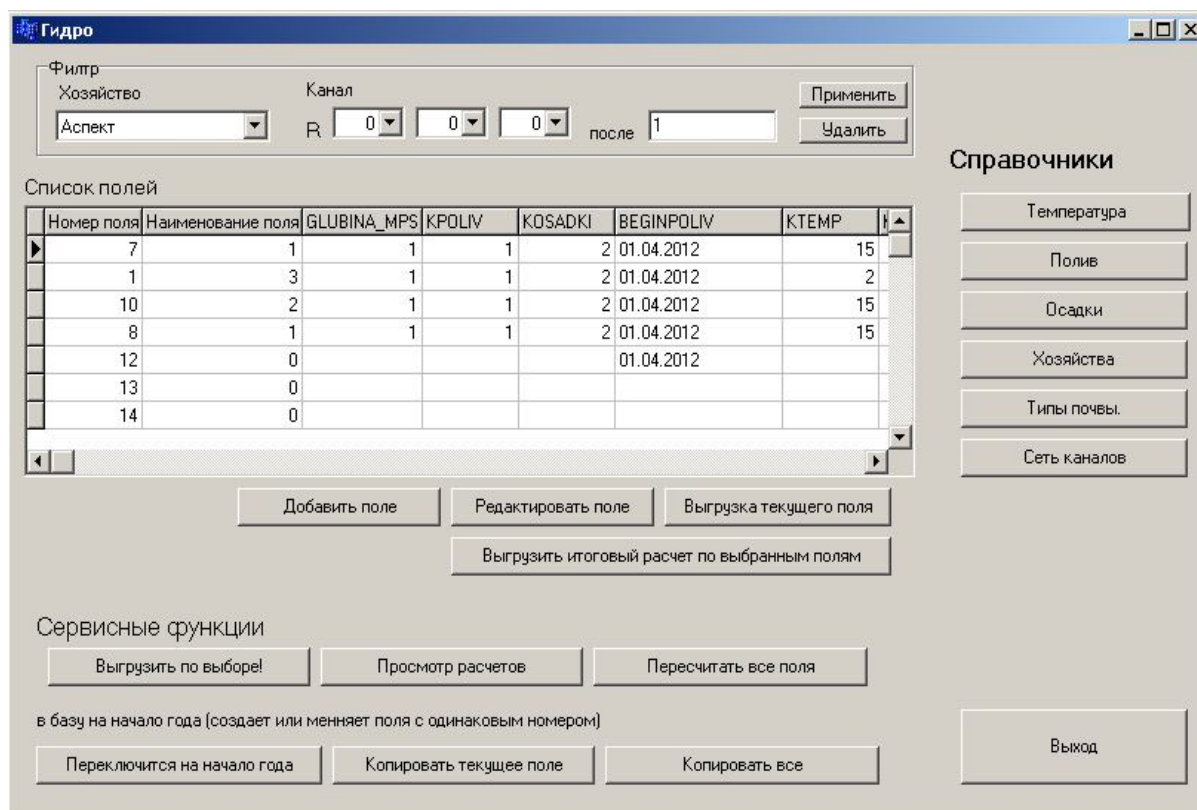 Гидро
Филтр
Хозяйство
Канал
Аспект
R 0 0 0 после 1
Применить
Удалить
Список полей
Номер поля Наименование поля GLUBINA_MPS KPOLIV KOSADKI BEGINPOLIV KTEMP
7 1 1 1 2 01.04.2012 15
1 3 1 1 2 01.04.2012 2
10 2 1 1 2 01.04.2012 15
8 1 1 1 2 01.04.2012 15
12 0 01.04.2012
13 0
14 0
Добавить поле Редактировать поле Выгрузка текущего поля
Выгрузить итоговый расчет по выбранным полям
Справочники
Температура
Полив
Осадки
Хозяйства
Типы почвы.
Сеть каналов
Сервисные функции
Выгрузить по выборе! Просмотр расчетов Пересчитать все поля
в базу на начало года (создает или менняет поля с одинаковым номером)
Переключится на начало года Копировать текущее поле Копировать все
Выход